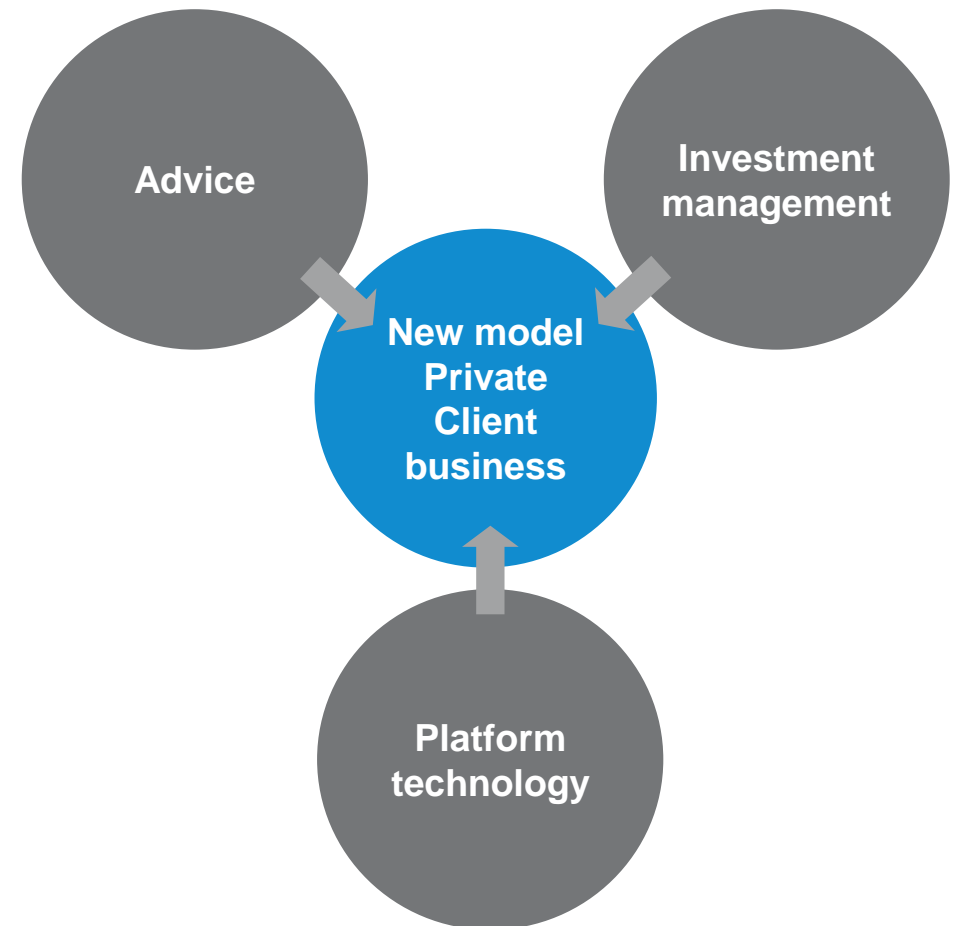 Advice
Investment
management
New model
Private
Client
business
Platform
technology